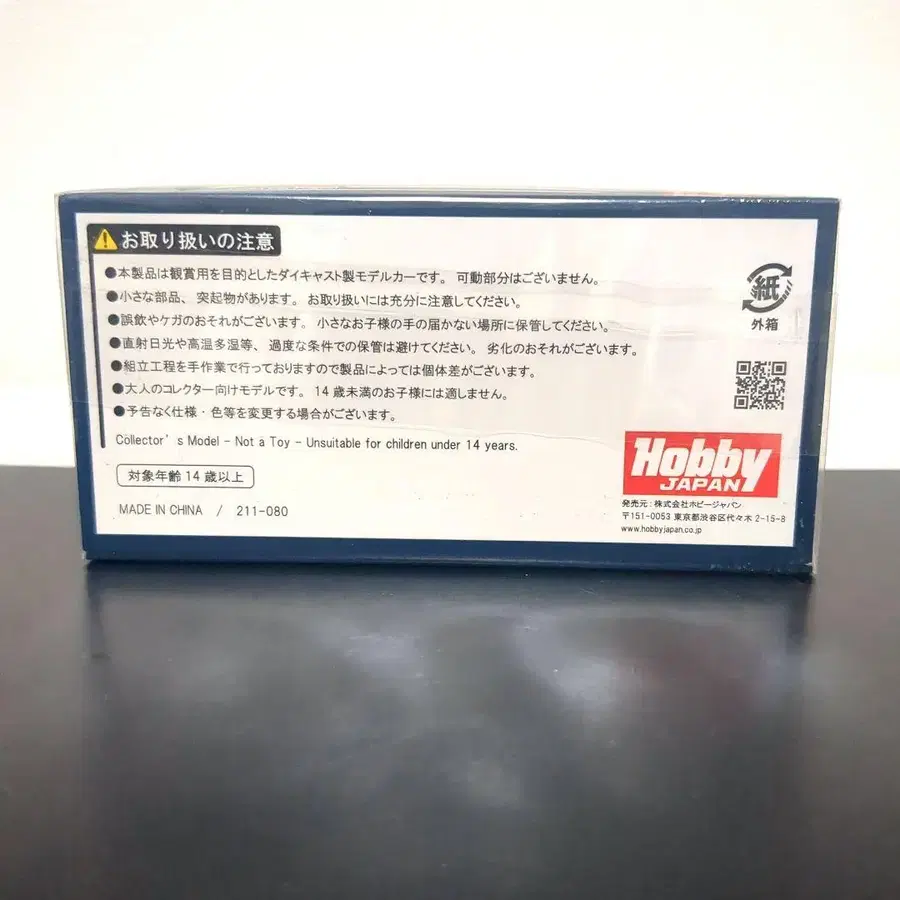 お取り扱いの注意
●本製品は観賞用を目的としたダイキャスト製モデルカーです。可動部分はございません。
●小さな部品、突起物があります。お取り扱いには充分に注意してください。
●誤飲やケガのおそれがございます。小さなお子様の手の届かない場所に保管してください。
●直射日光や高温多湿等、過度な条件での保管は避けてください。劣化のおそれがございます。
●組立工程を手作業で行っておりますので製品によっては個体差がございます。
●大人のコレクター向けモデルです。14歳未満のお子様には適しません。
●予告なく仕様・色等を変更する場合がございます。
Collector's Model - Not a Toy - Unsuitable for children under 14 years.
対象年齢14歳以上
MADE IN CHINA / 211-080
紙
外箱
Hobby
JAPAN
発売元:株式会社ホビージャパン
〒151-0053 東京都渋谷区代々木2-15-8
www.hobbyjapan.co.jp